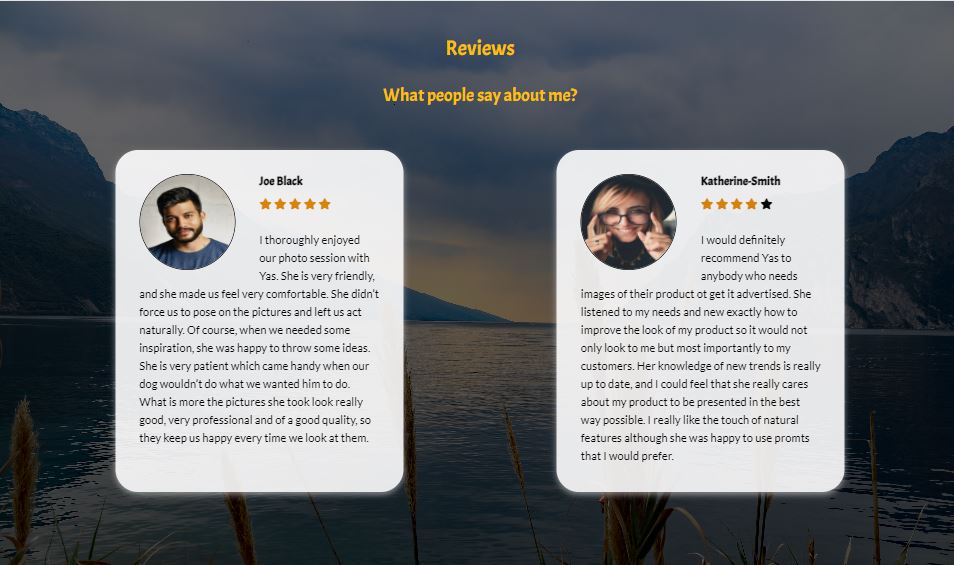 Reviews
What people say about me?
Joe Black
I thoroughly enjoyed
our photo session with
Yas. She is very friendly,
and she made us feel very comfortable. She didn't
force us to pose on the pictures and left us act
naturally. Of course, when we needed some
inspiration, she was happy to throw some ideas.
She is very patient which came handy when our
dog wouldn't do what we wanted him to do.
What is more the pictures she took look really
good, very professional and of a good quality, so
they keep us happy every time we look at them.
Katherine-Smith
I would definitely
recommend Yas to
anybody who needs
images of their product ot get it advertised. She
listened to my needs and new exactly how to
improve the look of my product so it would not
only look to me but most importantly to my
customers. Her knowledge of new trends is really
up to date, and I could feel that she really cares
about my product to be presented in the best
way possible. I really like the touch of natural
features although she was happy to use promts
that I would prefer.